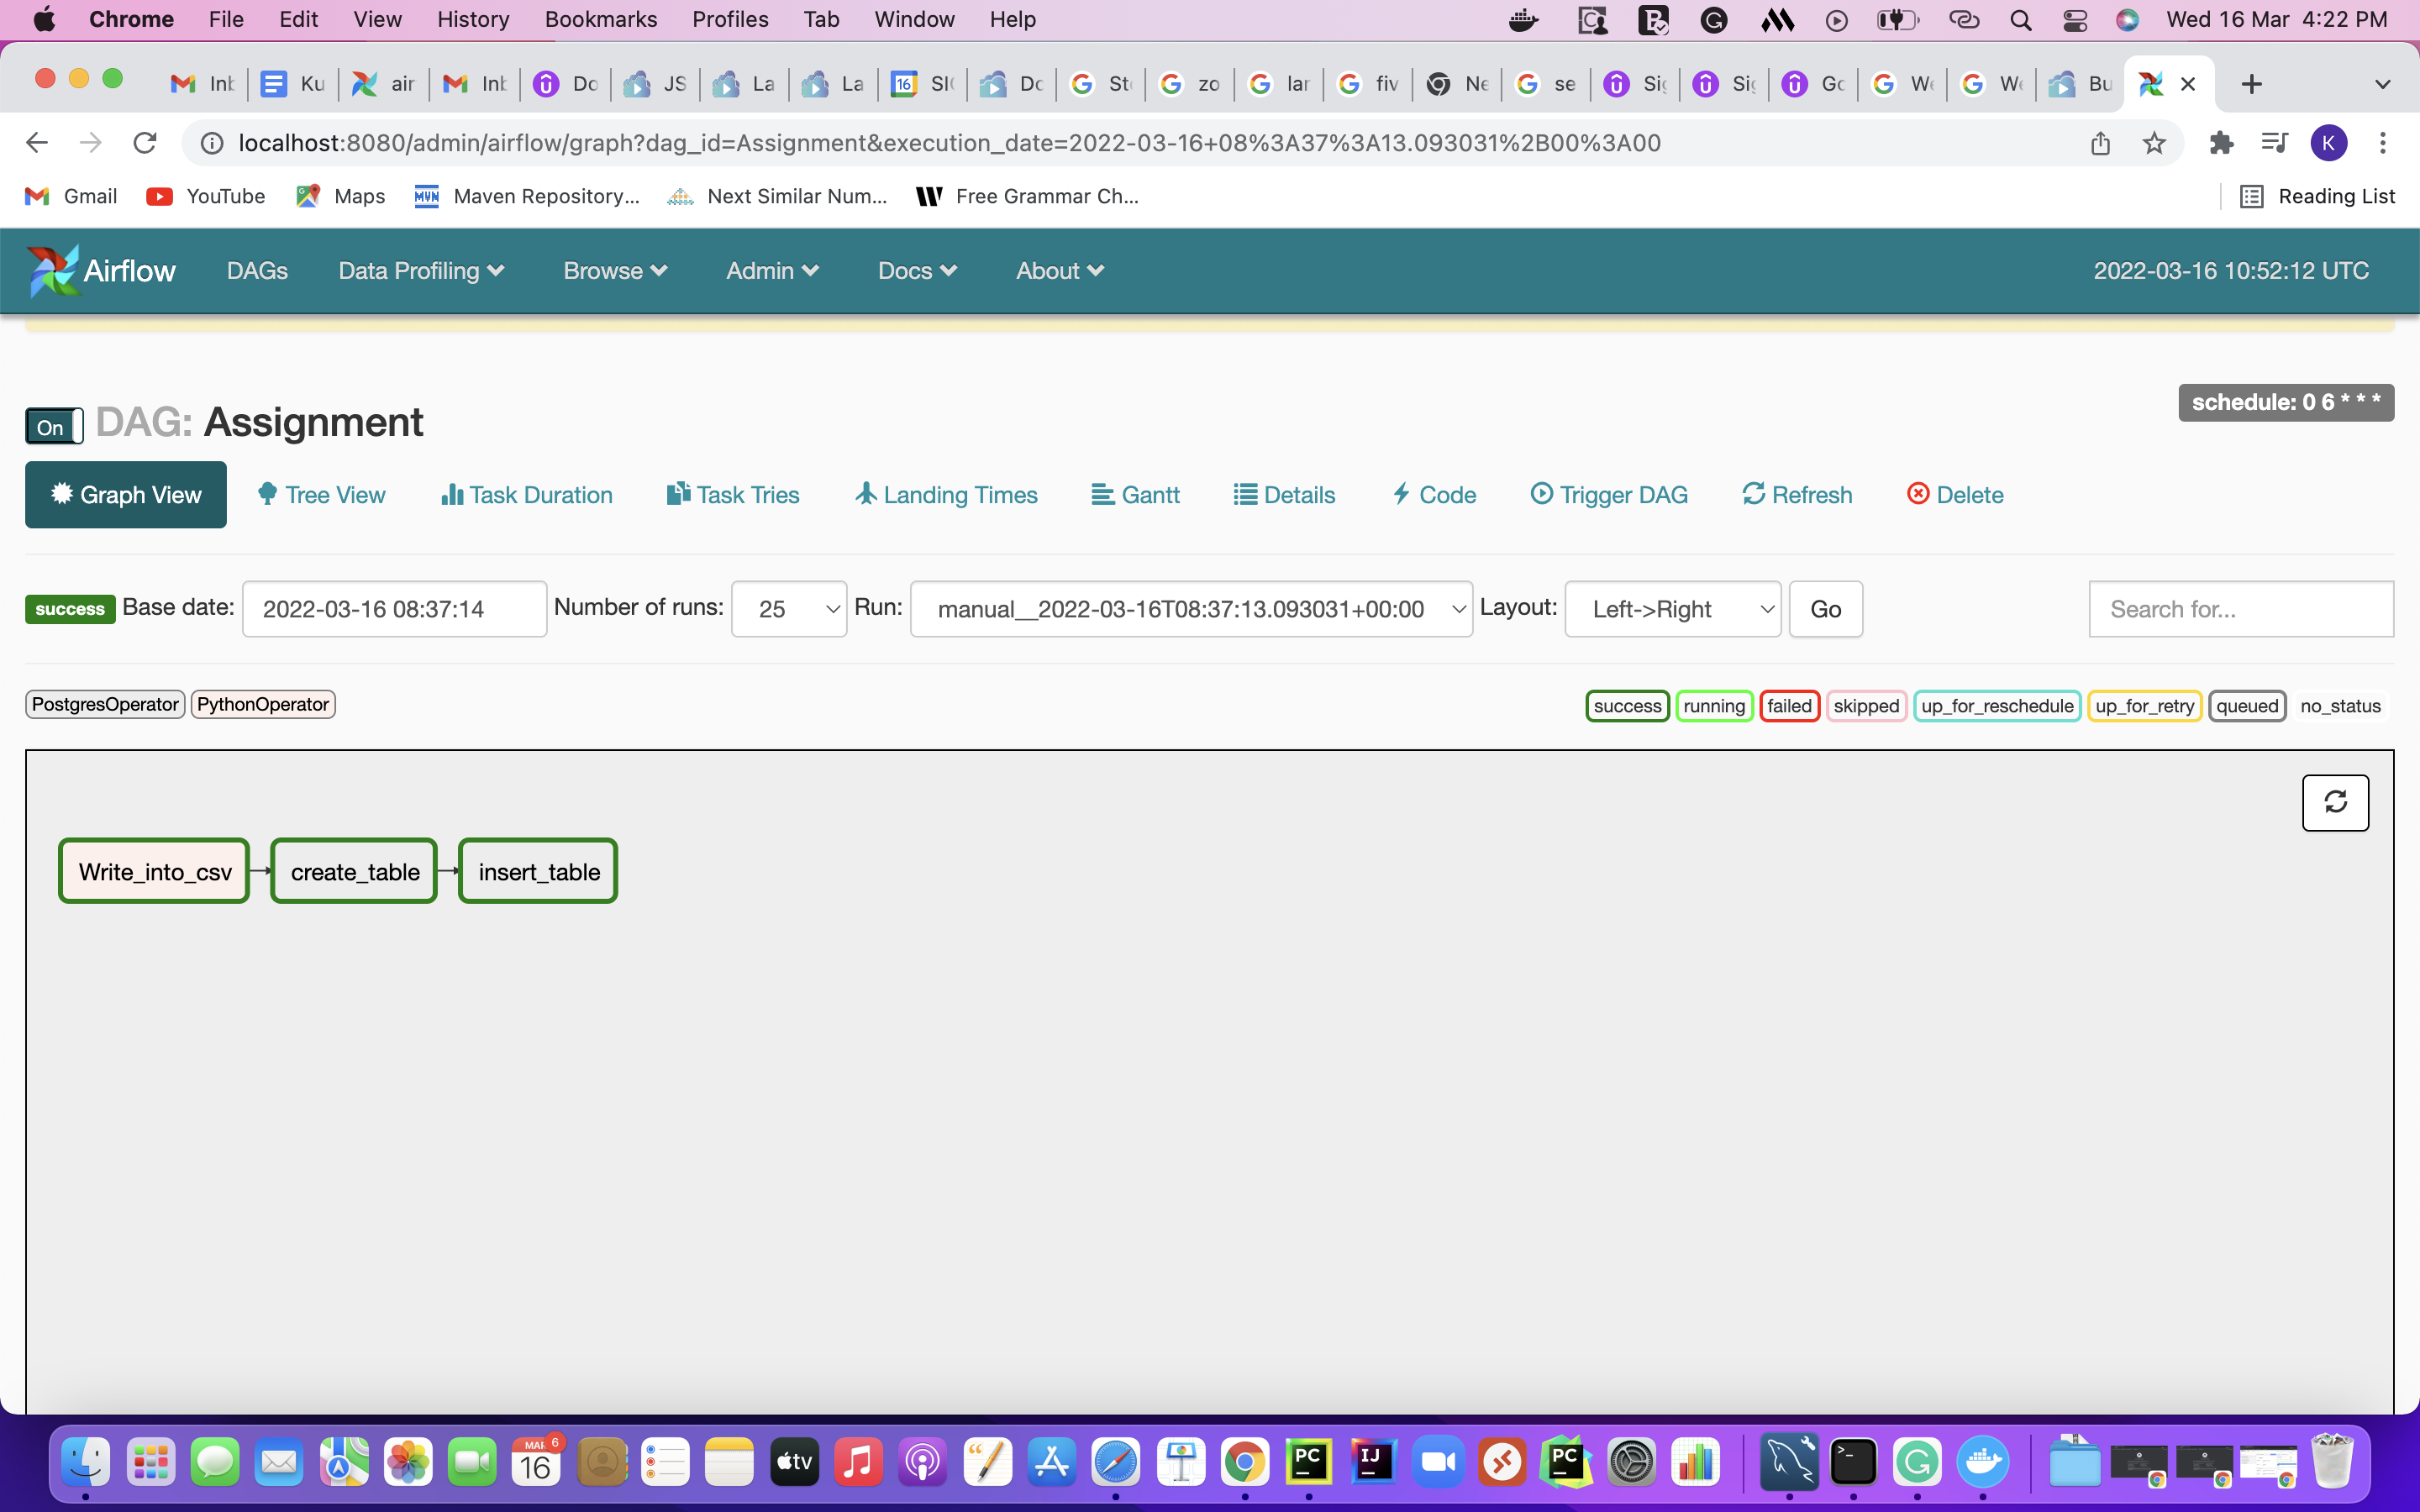 Chrome File Edit View History Bookmarks Profiles Tab Window Help Wed 16 Mar 4:22 PM
Inb Ku air Inb Do JS La La SI Do St zo lar fiv Ne se Sig Sig Go We We Bu
localhost:8080/admin/airflow/graph?dag_id=Assignment&execution_date=2022-03-16+08%3A37%3A13.093031%2B00%3A00 K
Gmail YouTube Maps Maven Repository... Next Similar Num... Free Grammar Ch... Reading List
Airflow DAGs Data Profiling Browse Admin Docs About 2022-03-16 10:52:12 UTC
schedule: 0 6 * * *
On DAG: Assignment
Graph View Tree View Task Duration Task Tries Landing Times Gantt Details Code Trigger DAG Refresh Delete
success Base date: 2022-03-16 08:37:14 Number of runs: 25 Run: manual__2022-03-16T08:37:13.093031+00:00 Layout: Left->Right Go Search for...
PostgresOperator PythonOperator success running failed skipped up_for_reschedule up_for_retry queued no_status
Write_into_csv create_table insert_table
MAR 6
16 tv PC IJ PC